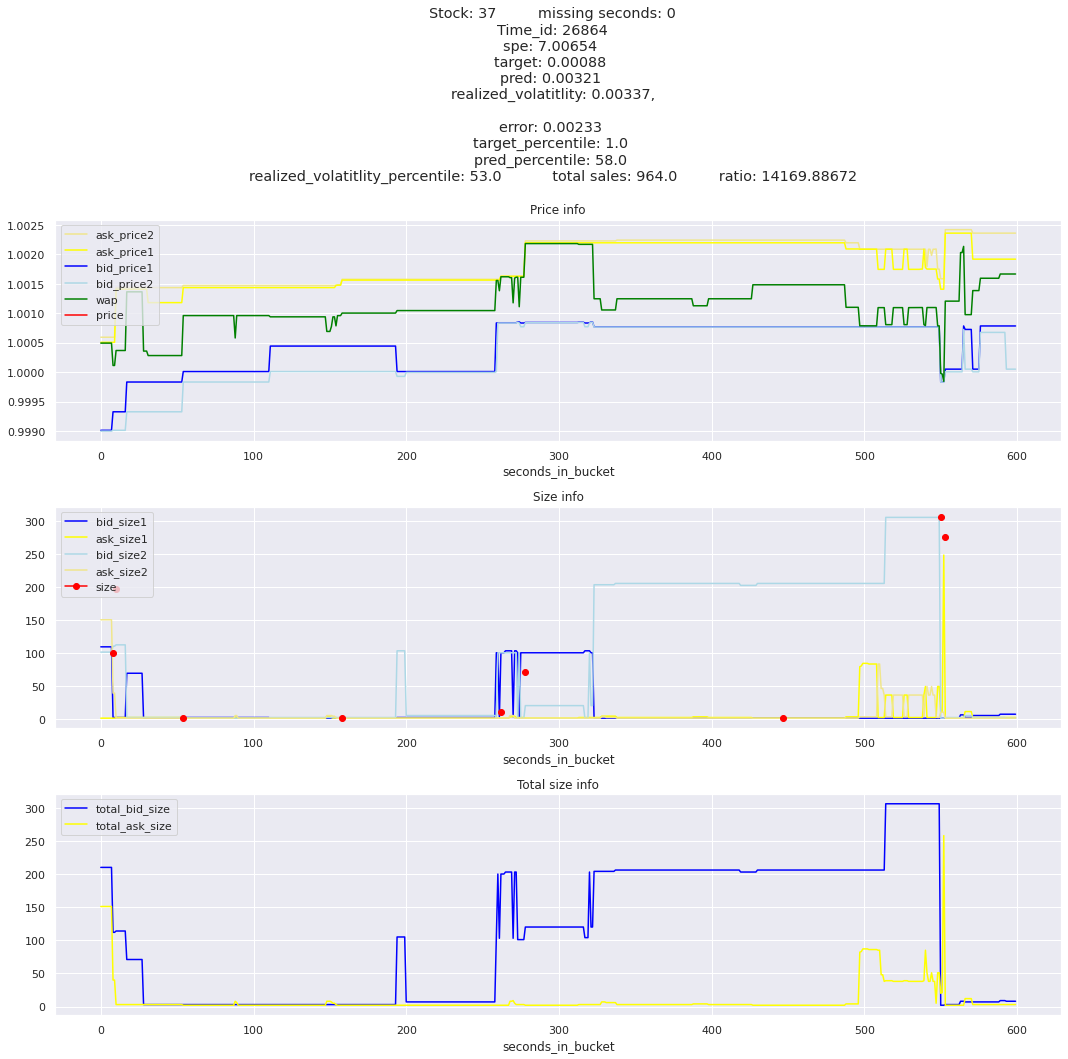 Stock: 37 missing seconds: 0
Time_id: 26864
spe: 7.00654
target: 0.00088
pred: 0.00321
realized_volatitlity: 0.00337,
error: 0.00233
target_percentile: 1.0
pred_percentile: 58.0
realized_volatitlity_percentile: 53.0 total sales: 964.0 ratio: 14169.88672
Price info
1.0025
1.0020
1.0015
1.0010
1.0005
1.0000
0.9995
0.9990
ask_price2
ask_price1
bid_price1
bid_price2
wap
price
0 100 200 300 400 500 600
seconds_in_bucket
Size info
300
250
200
150
100
50
0
bid_size1
ask_size1
bid_size2
ask_size2
size
0 100 200 300 400 500 600
seconds_in_bucket
Total size info
300
250
200
150
100
50
0
total_bid_size
total_ask_size
0 100 200 300 400 500 600
seconds_in_bucket